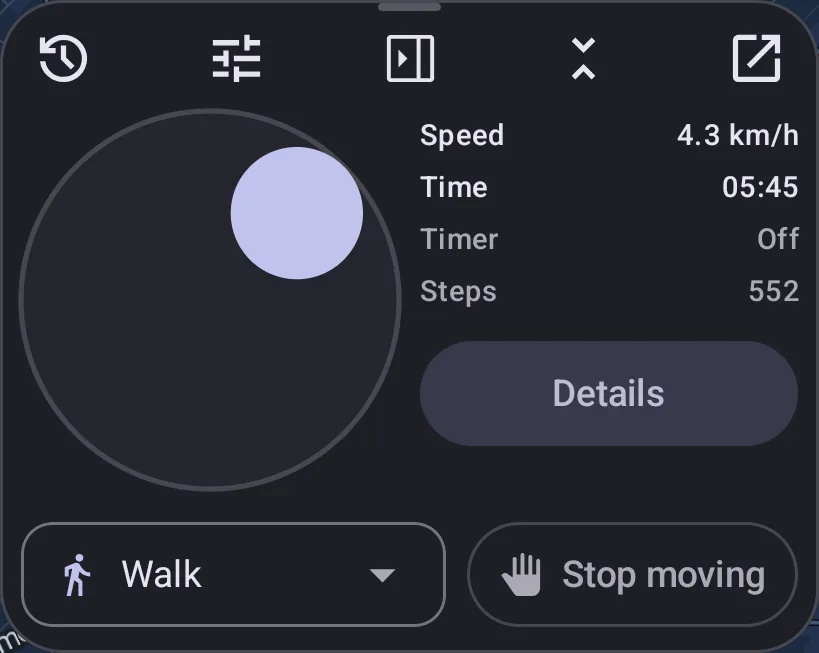 Speed 4.3 km/h
Time 05:45
Timer Off
Steps 552
Details
Walk
Stop moving